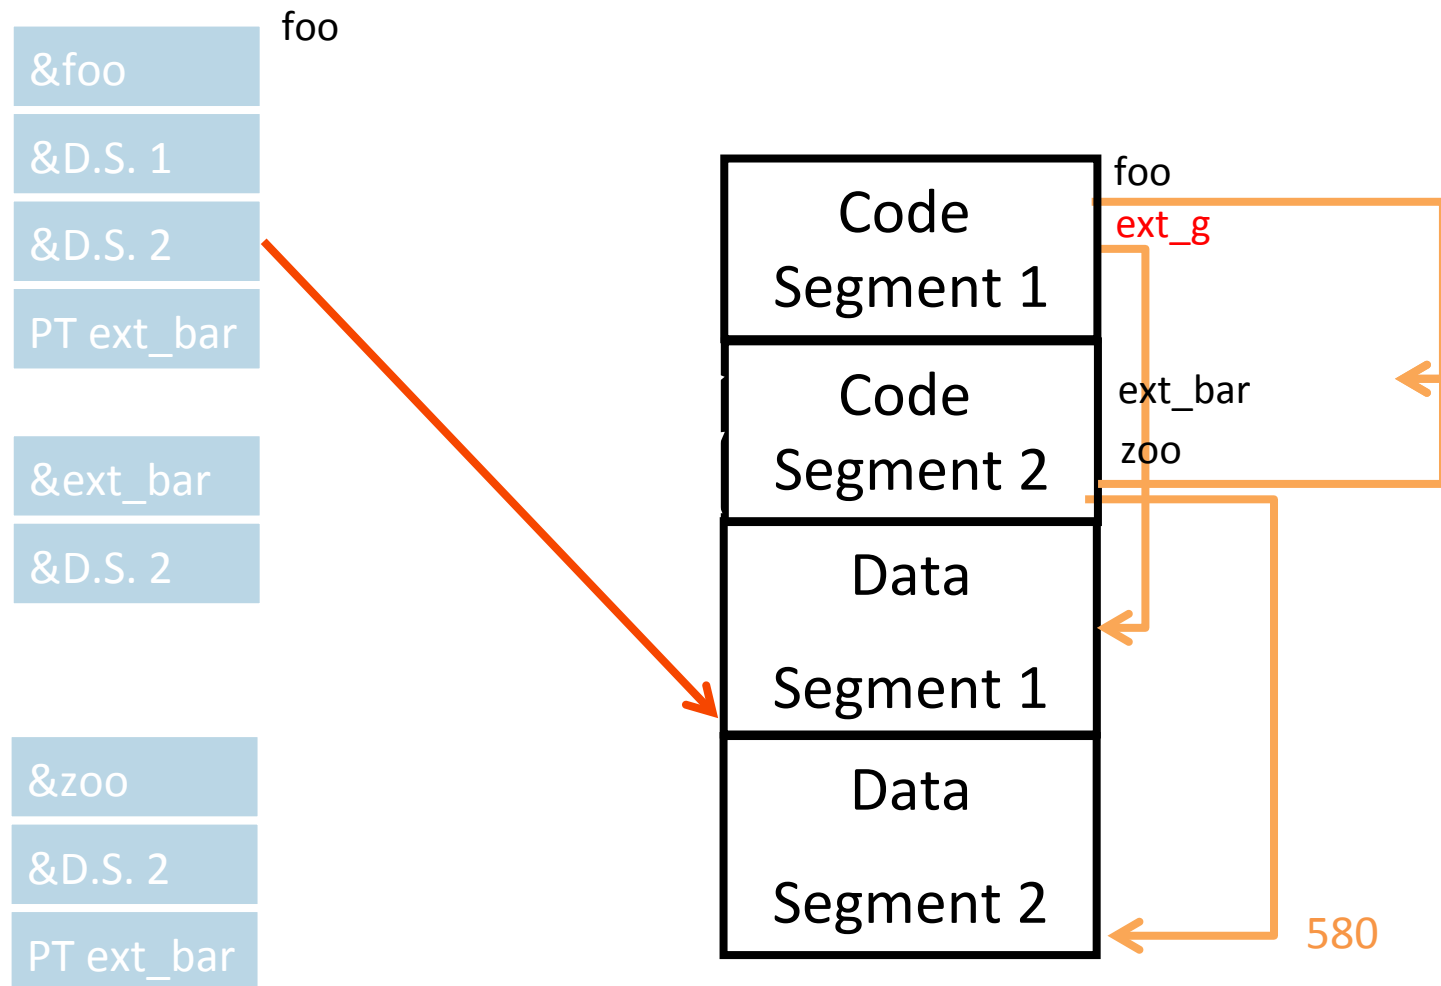 foo
&foo
&D.S. 1
&D.S. 2
PT ext_bar
&ext_bar
&D.S. 2
&zoo
&D.S. 2
PT ext_bar
Code
Segment 1
foo
ext_g
Code
Segment 2
ext_bar
zoo
Data
Segment 1
Data
Segment 2
580